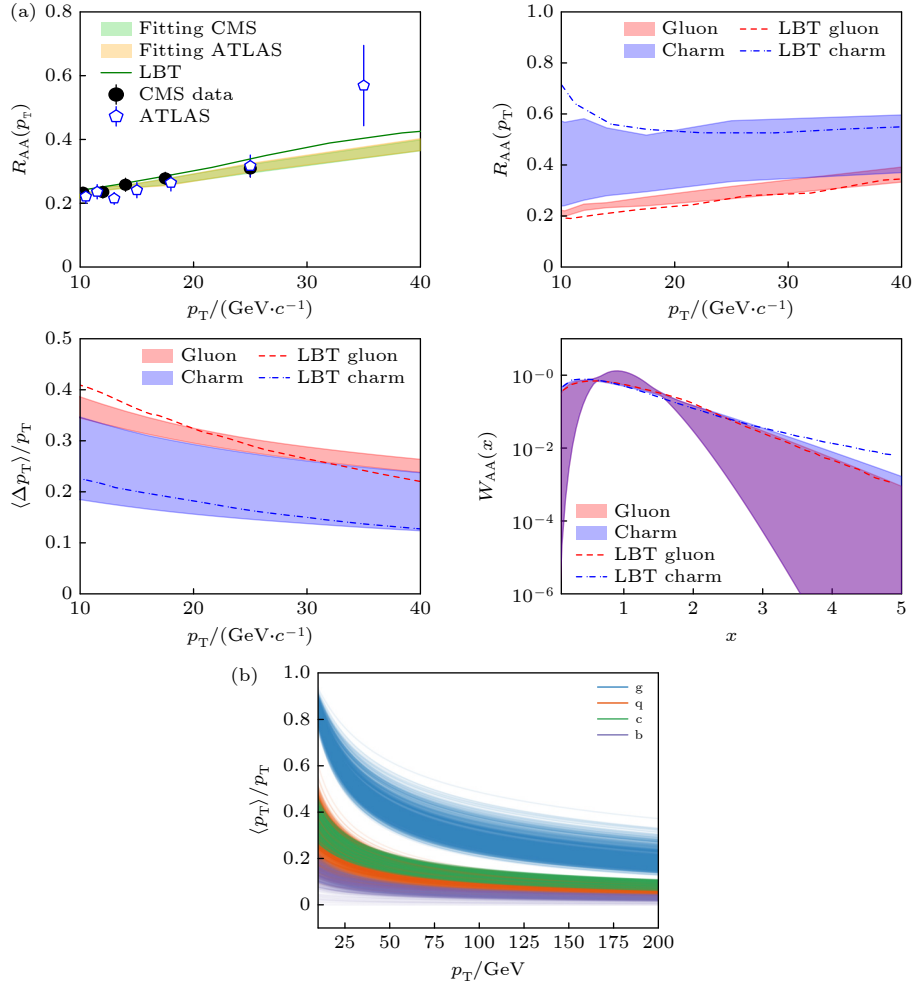 (a)
0.8
0.6
0.4
0.2
0
R_AA(p_T)
Fitting CMS
Fitting ATLAS
LBT
CMS data
ATLAS
10 20 30 40
p_T/(GeV·c⁻¹)
1.0
0.8
0.6
0.4
0.2
0
R_AA(p_T)
Gluon LBT gluon
Charm LBT charm
10 20 30 40
p_T/(GeV·c⁻¹)
0.5
0.4
0.3
0.2
0.1
0
⟨Δp_T⟩/p_T
Gluon LBT gluon
Charm LBT charm
10 20 30 40
p_T/(GeV·c⁻¹)
10⁻⁰
10⁻²
10⁻⁴
10⁻⁶
W_AA(x)
Gluon
Charm
LBT gluon
LBT charm
1 2 3 4 5
x
(b)
1.0
0.8
0.6
0.4
0.2
0
⟨p_T⟩/p_T
g
q
c
b
25 50 75 100 125 150 175 200
p_T/GeV